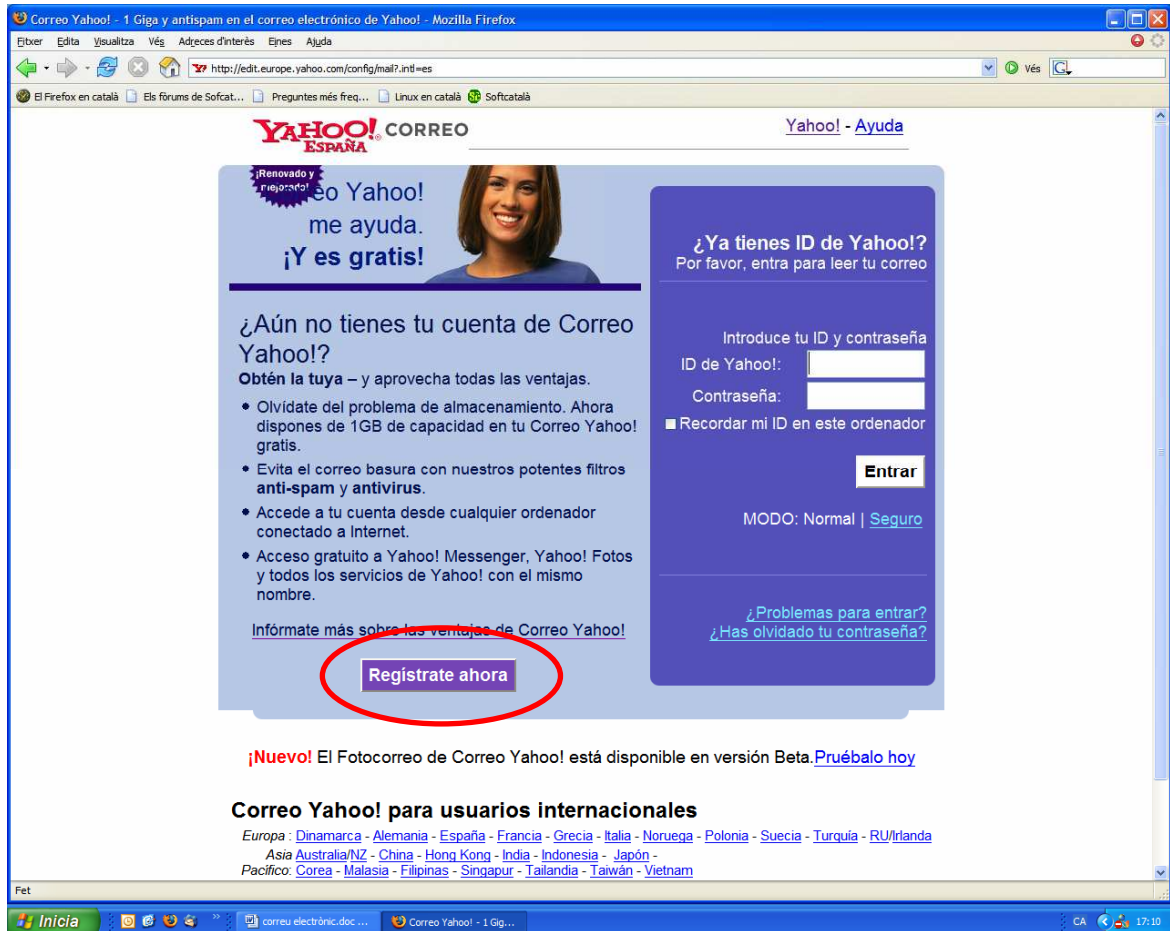 Correo Yahoo! - 1 Giga y antispam en el correo electrónico de Yahoo! - Mozilla Firefox
Fitxer Edita Visualitza Vés Adreces d'interès Eines Ajuda
http://edit.europe.yahoo.com/config/mail?.intl=es
Vés
El Firefox en català Els fòrums de Sofcat... Preguntes més freq... Linux en català Softcatalà
YAHOO! CORREO
ESPAÑA
Yahoo! - Ayuda
¡Renovado y
mejorado!
eo Yahoo!
me ayuda.
¡Y es gratis!
¿Aún no tienes tu cuenta de Correo
Yahoo!?
Obtén la tuya – y aprovecha todas las ventajas.
• Olvídate del problema de almacenamiento. Ahora
dispones de 1GB de capacidad en tu Correo Yahoo!
gratis.
• Evita el correo basura con nuestros potentes filtros
anti-spam y antivirus.
• Accede a tu cuenta desde cualquier ordenador
conectado a Internet.
• Acceso gratuito a Yahoo! Messenger, Yahoo! Fotos
y todos los servicios de Yahoo! con el mismo
nombre.
Infórmate más sobre las ventajas de Correo Yahoo!
Regístrate ahora
¿Ya tienes ID de Yahoo!?
Por favor, entra para leer tu correo
Introduce tu ID y contraseña
ID de Yahoo!:
Contraseña:
Recordar mi ID en este ordenador
Entrar
MODO: Normal | Seguro
¿Problemas para entrar?
¿Has olvidado tu contraseña?
¡Nuevo! El Fotocorreo de Correo Yahoo! está disponible en versión Beta.Pruébalo hoy
Correo Yahoo! para usuarios internacionales
Europa : Dinamarca - Alemania - España - Francia - Grecia - Italia - Noruega - Polonia - Suecia - Turquía - RU/Irlanda
Asia Australia/NZ - China - Hong Kong - India - Indonesia - Japón -
Pacífico: Corea - Malasia - Filipinas - Singapur - Tailandia - Taiwán - Vietnam
Fet
Inicia
correu electrònic.doc ...
Correo Yahoo! - 1 Gig...
CA
17:10